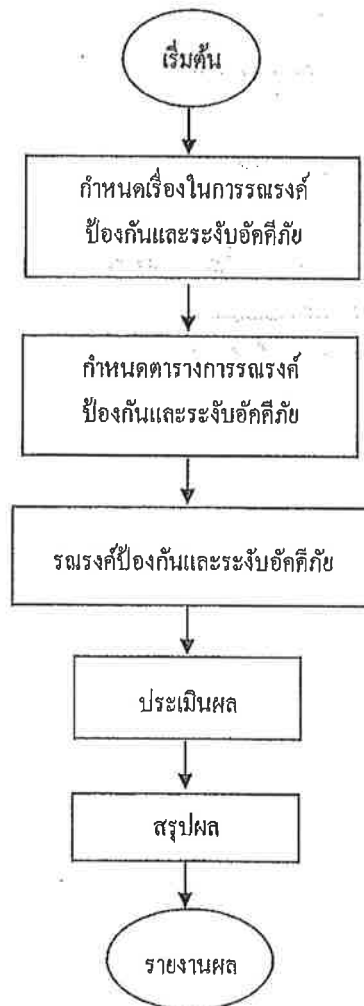 เริ่มต้น
กำหนดเรื่องในการรณรงค์
ป้องกันและระงับอัคคีภัย
กำหนดตารางการรณรงค์
ป้องกันและระงับอัคคีภัย
รณรงค์ป้องกันและระงับอัคคีภัย
ประเมินผล
สรุปผล
รายงานผล